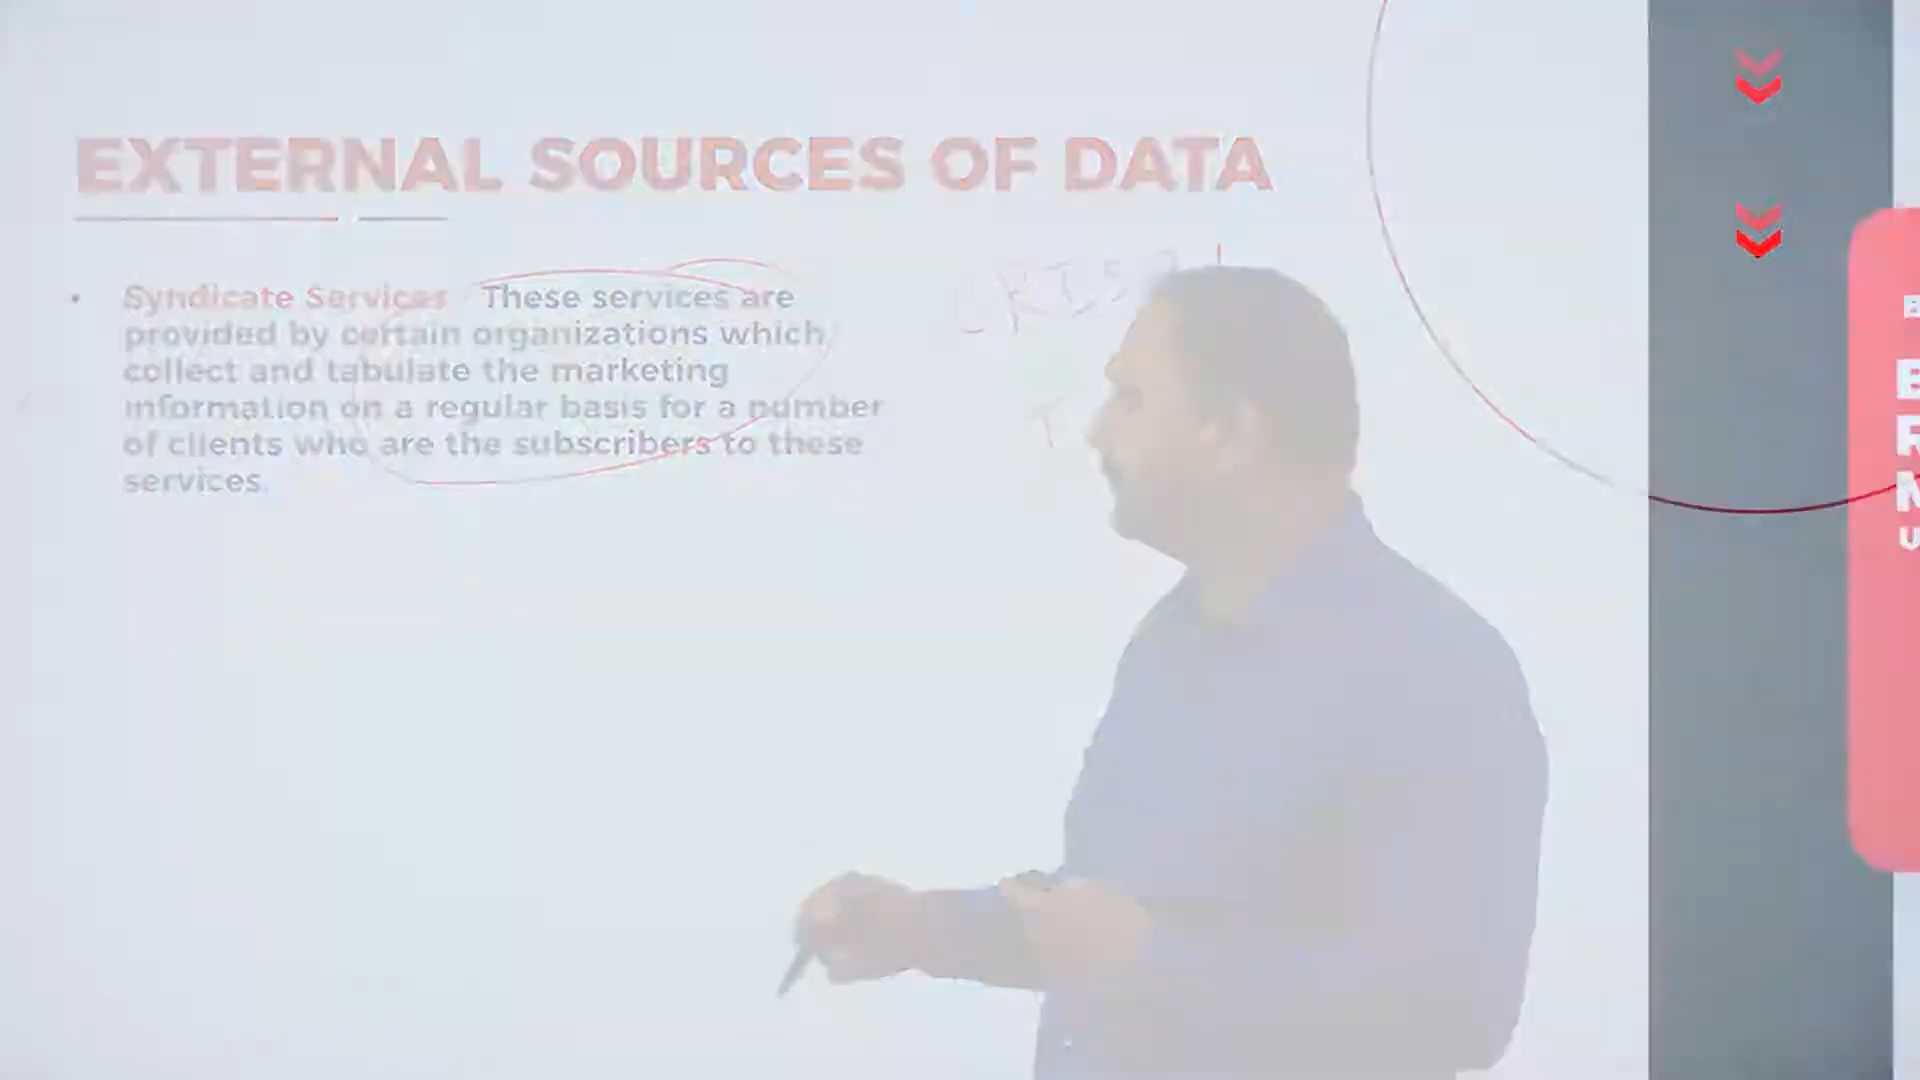 EXTERNAL SOURCES OF DATA
• Syndicate Services These services are
provided by certain organizations which
collect and tabulate the marketing
information on a regular basis for a number
of clients who are the subscribers to these
services.
CRIS
T
B
E
R
M
U